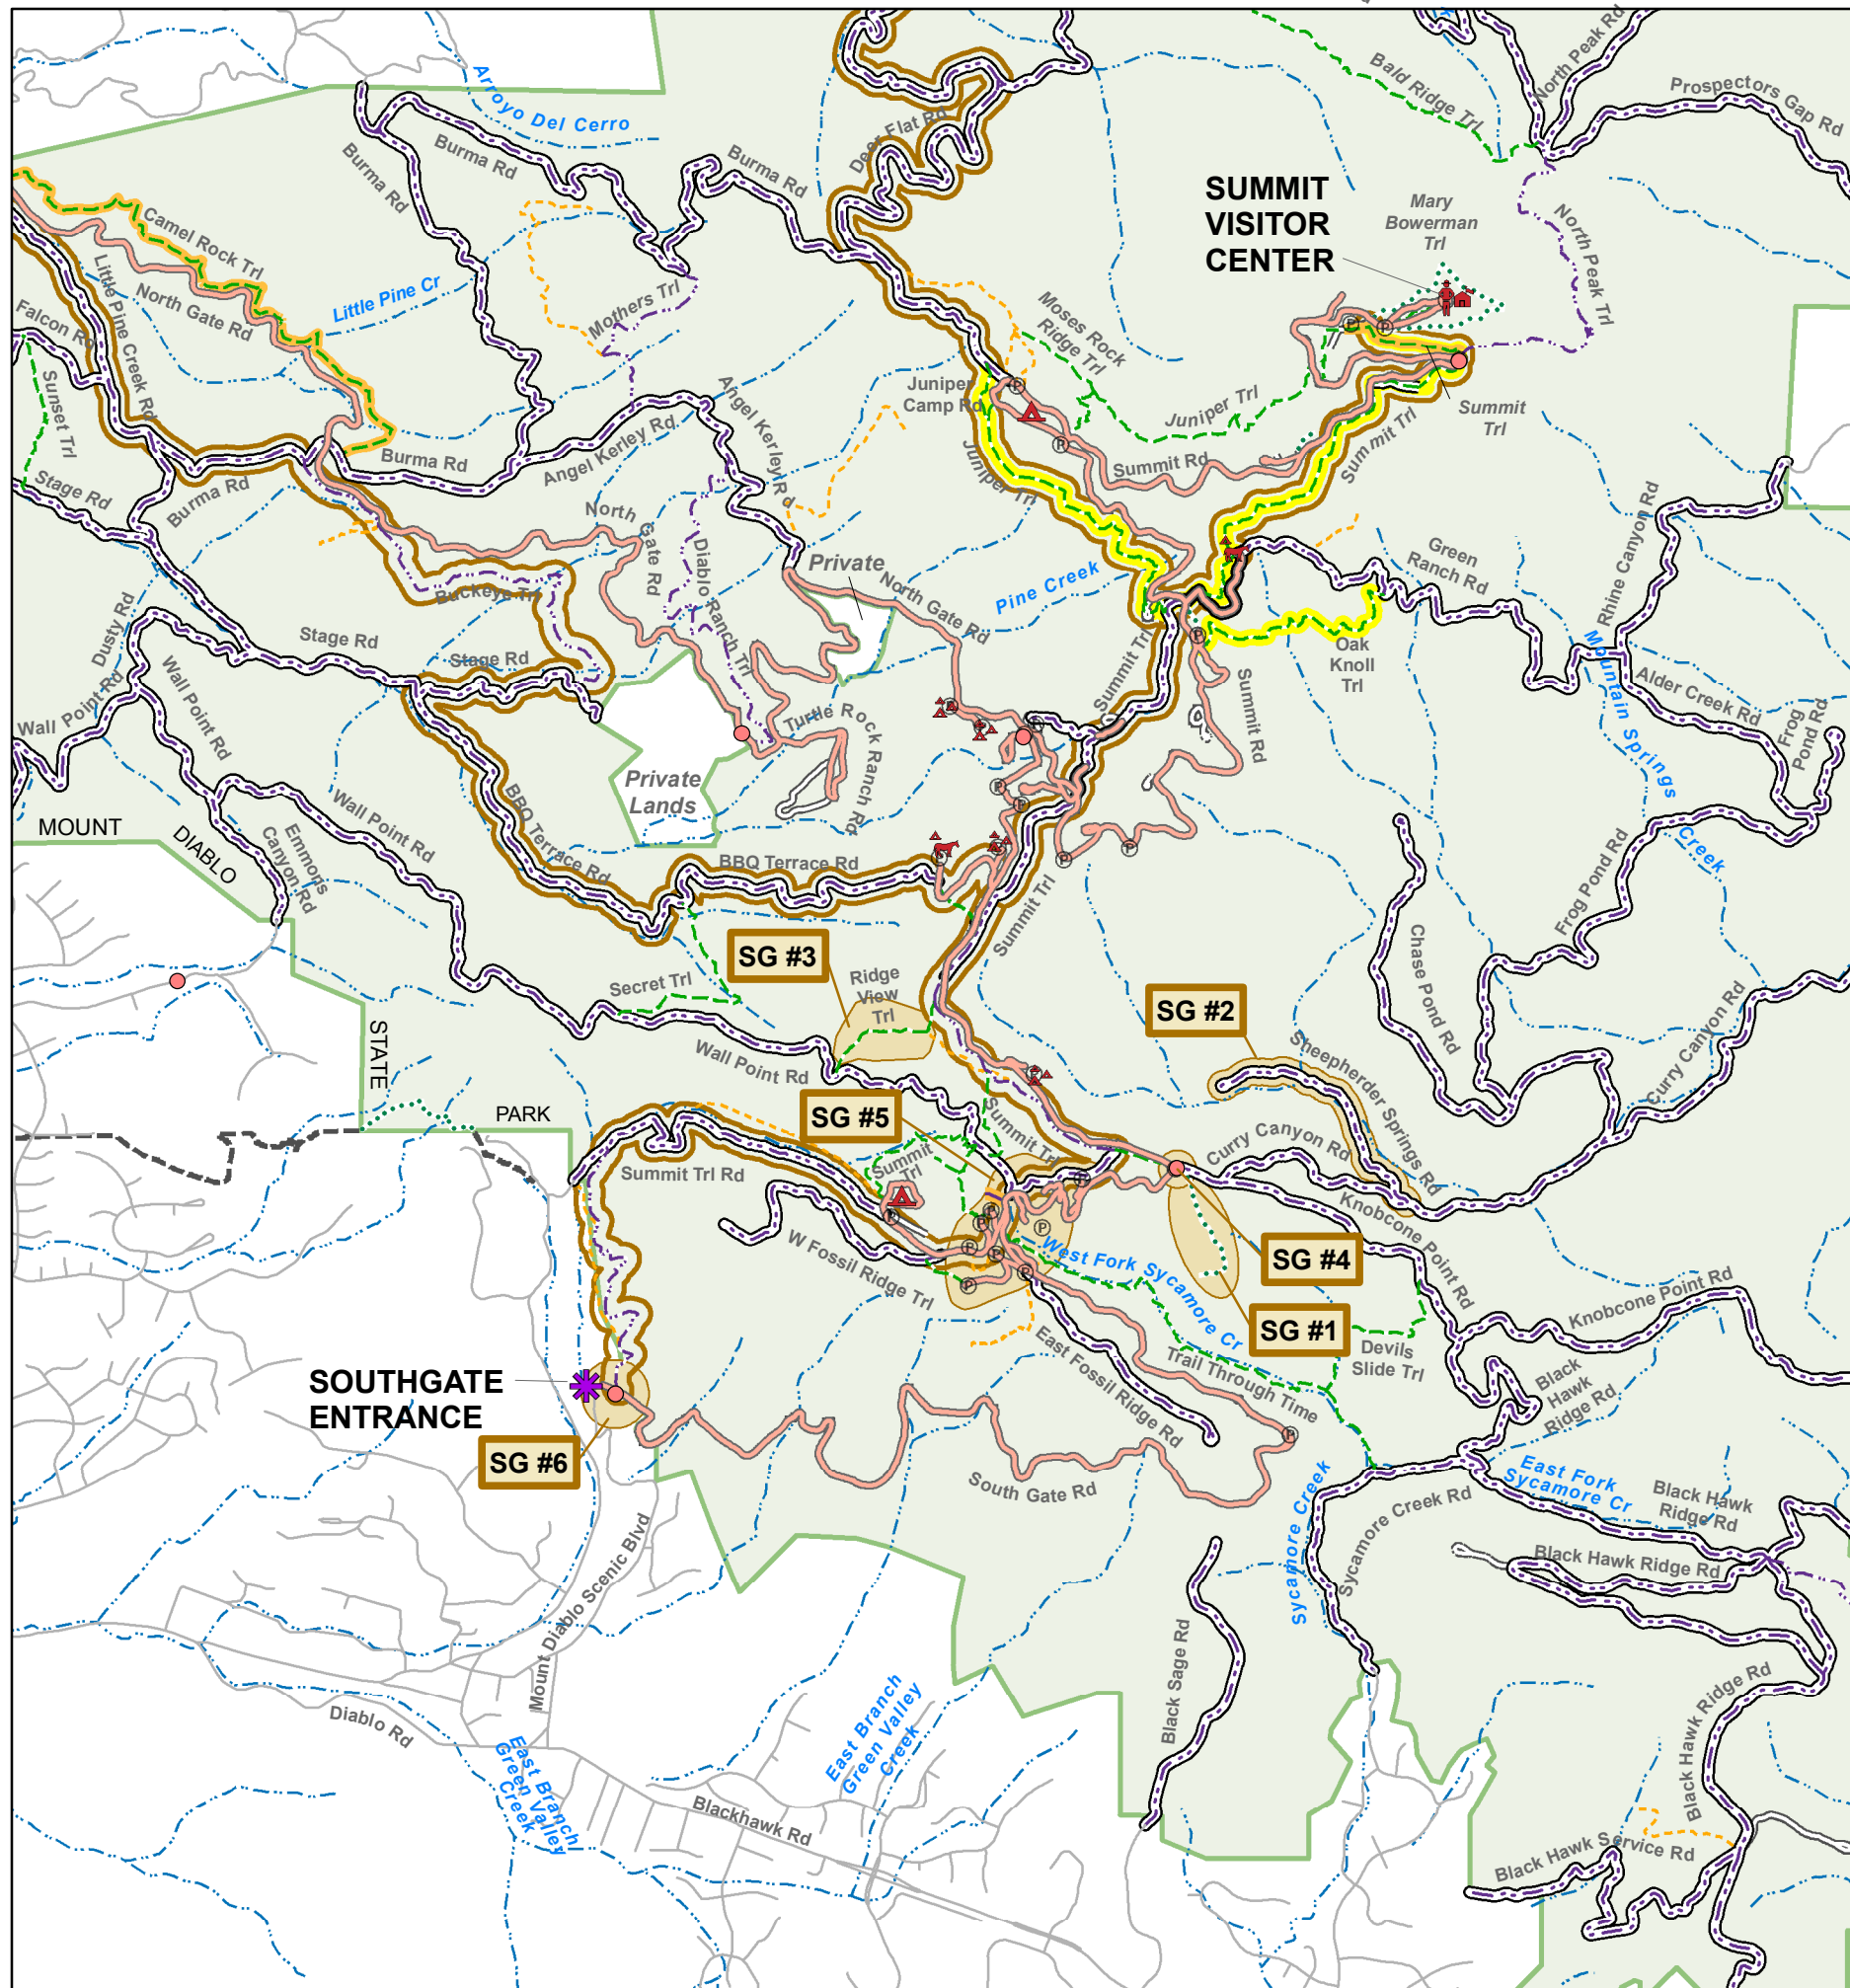 Arroyo Del Cerro
Burma Rd
Burma Rd
Burma Rd
Deer Flat Rd
Bald Ridge Trl
North Peak Rd
Prospectors Gap Rd
SUMMIT
VISITOR
CENTER
Mary
Bowerman
Trl
North Peak Trl
Camel Rock Trl
North Gate Rd
Little Pine Creek Rd
Little Pine Cr
Falcon Rd
Sunset Trl
Mothers Trl
Moses Rock
Ridge Trl
Juniper
Camp Rd
Juniper Trl
Juniper Trl
Summit Rd
Summit Trl
Summit
Trl
Angel Kerley Rd
Angel Kerley Rd
Burma Rd
Burma Rd
Stage Rd
North
Gate Rd
Diablo Ranch Trl
Private
North Gate Rd
Pine Creek
Green
Ranch Rd
Rhine Canyon Rd
Buckeye Trl
Dusty Rd
Stage Rd
Stage Rd
Wall Point Rd
Wall Point Rd
Summit Trl
Summit Rd
Oak
Knoll
Trl
Mountain Springs
Creek
Alder Creek Rd
Frog
Pond Rd
Turtle Rock Ranch Rd
Private
Lands
MOUNT
DIABLO
STATE
PARK
Emmons
Canyon Rd
Wall Point Rd
BBQ Terrace Rd
BBQ Terrace Rd
Summit Trl
Frog Pond Rd
Chase Pond Rd
Curry Canyon Rd
SG #3
Ridge
View
Trl
Secret Trl
Wall Point Rd
SG #2
Sheepherder Springs Rd
SG #5
Summit Trl
Summit
Trl
Summit Trl Rd
Curry Canyon Rd
Knobcone Point Rd
Knobcone Point Rd
W Fossil Ridge Trl
West Fork Sycamore Cr
SG #4
SG #1
Devils
Slide Trl
East Fossil Ridge Rd
Trail Through Time
Black
Hawk
Ridge Rd
SOUTHGATE
ENTRANCE
SG #6
South Gate Rd
Sycamore Creek
Sycamore Creek Rd
East Fork
Sycamore Cr
Black Hawk
Ridge Rd
Black Hawk Ridge Rd
Mount Diablo Scenic Blvd
Black Sage Rd
Black Hawk Ridge Rd
Diablo Rd
East Branch
Green Valley
Creek
East Branch
Green Valley
Creek
Blackhawk Rd
Black Hawk Service Rd